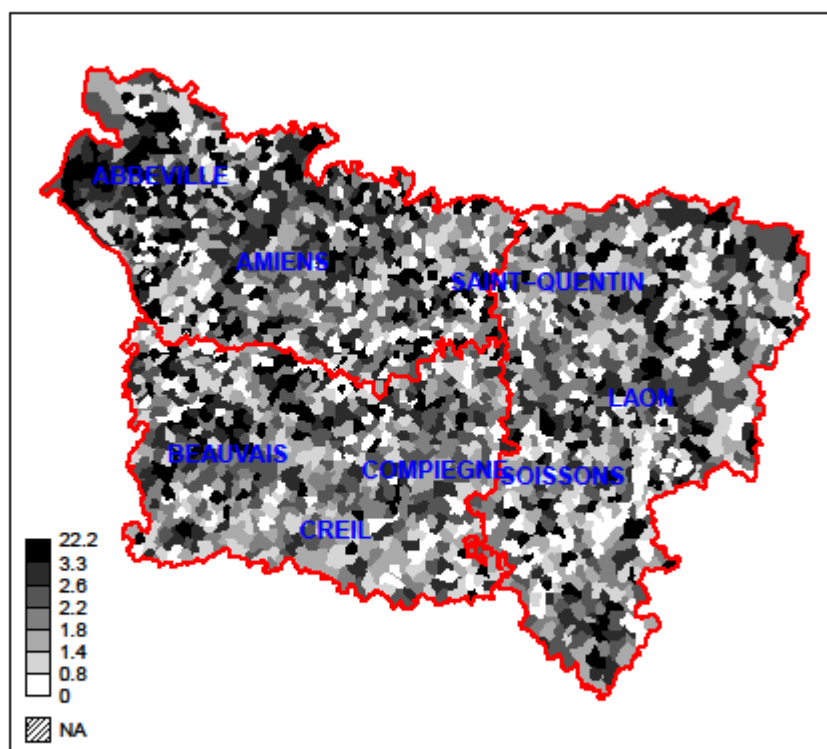 ABBEVILLE
AMIENS
SAINT-QUENTIN
LAON
BEAUVAIS
COMPIEGNE
SOISSONS
CREIL
22.2
3.3
2.6
2.2
1.8
1.4
0.8
0
NA